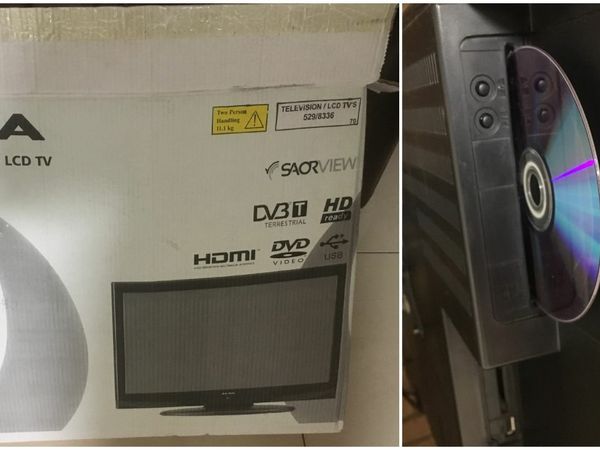 A
LCD TV
Two Person
Handling
11.1 kg
TELEVISION / LCD TV'S
529/8336
70
SAORVIEW
DVB T
TERRESTRIAL
HD
ready
HDMI
DVD
VIDEO
USB